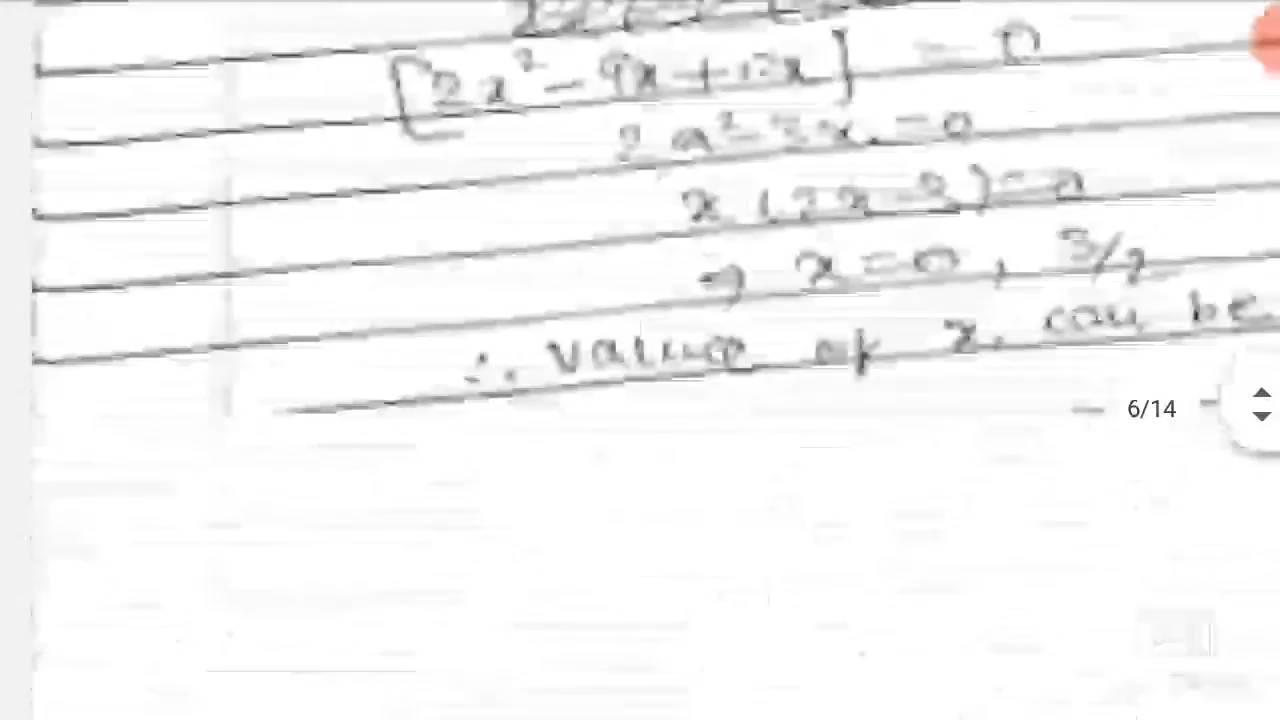 [2x² - 9x + 12x] = 0
2x² 3x = 0
x (2x - 3) = 0
⇒ x = 0, 3/2
∴ value of x can be
6/14